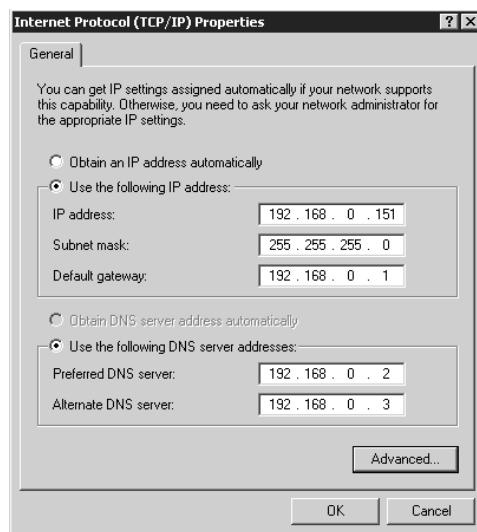 Internet Protocol (TCP/IP) Properties
General
You can get IP settings assigned automatically if your network supports
this capability. Otherwise, you need to ask your network administrator for
the appropriate IP settings.
Obtain an IP address automatically
Use the following IP address:
IP address: 192 . 168 . 0 . 151
Subnet mask: 255 . 255 . 255 . 0
Default gateway: 192 . 168 . 0 . 1
Obtain DNS server address automatically
Use the following DNS server addresses:
Preferred DNS server: 192 . 168 . 0 . 2
Alternate DNS server: 192 . 168 . 0 . 3
Advanced...
OK Cancel